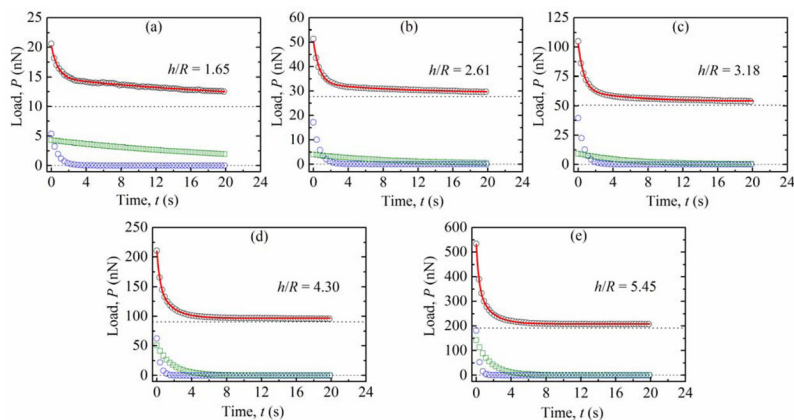 (a)
h/R = 1.65
Load, P (nN)
25
20
15
10
5
0
0 4 8 12 16 20 24
Time, t (s)
(b)
h/R = 2.61
Load, P (nN)
60
50
40
30
20
10
0
0 4 8 12 16 20 24
Time, t (s)
(c)
h/R = 3.18
Load, P (nN)
125
100
75
50
25
0
0 4 8 12 16 20 24
Time, t (s)
(d)
h/R = 4.30
Load, P (nN)
250
200
150
100
50
0
0 4 8 12 16 20 24
Time, t (s)
(e)
h/R = 5.45
Load, P (nN)
600
500
400
300
200
100
0
0 4 8 12 16 20 24
Time, t (s)